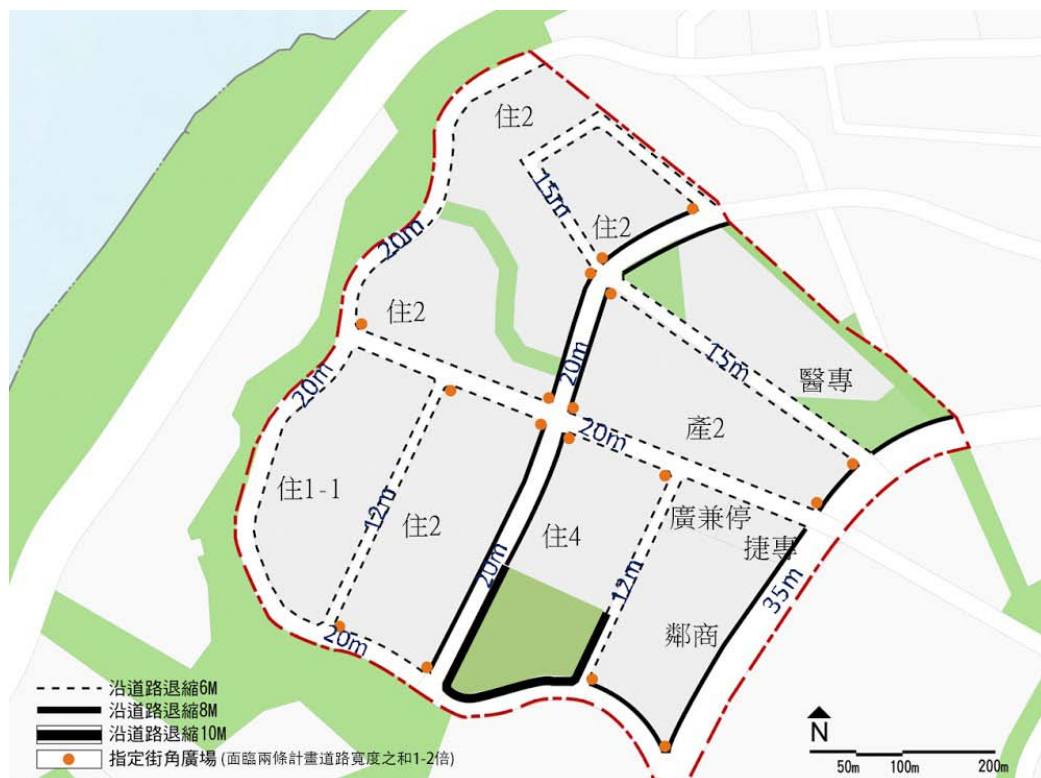 住2
15m
住2
20m
住2
20m
20m
15m
醫專
20m
產2
住1-1
12m
住2
住4
廣兼停
捷專
20m
12m
35m
鄰商
20m
沿道路退縮6M
沿道路退縮8M
沿道路退縮10M
指定街角廣場 (面臨兩條計畫道路寬度之和1-2倍)
N
50m 100m 200m